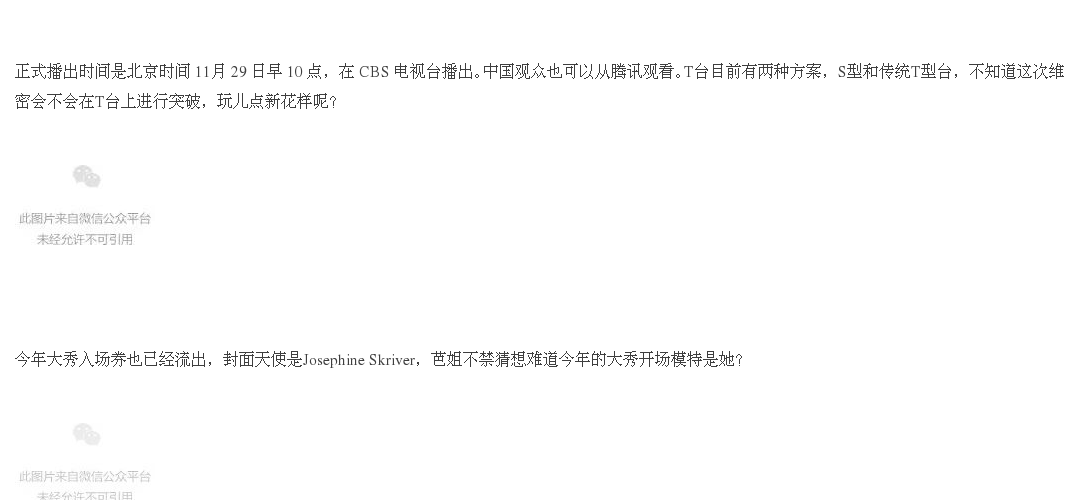 正式播出时间是北京时间 11月 29 日早 10 点，在 CBS 电视台播出。中国观众也可以从腾讯观看。T台目前有两种方案，S型和传统T型台，不知道这次维
密会不会在T台上进行突破，玩儿点新花样呢？
此图片来自微信公众平台
未经允许不可引用
今年大秀入场券也已经流出，封面天使是Josephine Skriver，芭姐不禁猜想难道今年的大秀开场模特是她？
此图片来自微信公众平台
未经允许不可引用